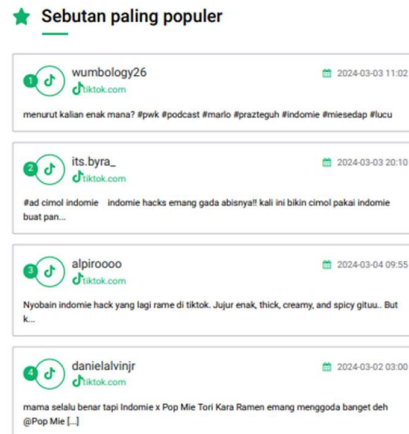 Sebutan paling populer
1 wumbology26 2024-03-03 11:02
tiktok.com
menurut kalian enak mana? #pwk #podcast #marlo #prazteguh #indomie #miesedap #lucu
2 its.byra_ 2024-03-03 20:10
tiktok.com
#ad cimol indomie indomie hacks emang gada abisnya!! kali ini bikin cimol pakai indomie
buat pan...
3 alpiroooo 2024-03-04 09:55
tiktok.com
Nyobain indomie hack yang lagi rame di tiktok. Jujur enak, thick, creamy, and spicy gituu.. But
k...
4 danielalvinjr 2024-03-02 03:00
tiktok.com
mama selalu benar tapi Indomie x Pop Mie Tori Kara Ramen emang menggoda banget deh
@Pop Mie [...]